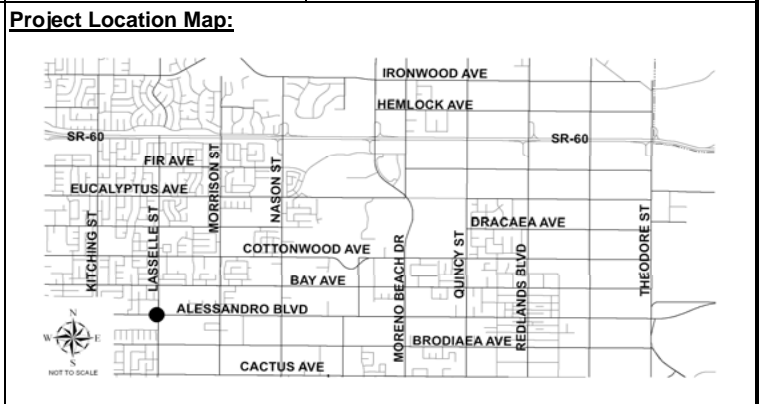 Project Location Map:
IRONWOOD AVE
HEMLOCK AVE
SR-60
SR-60
FIR AVE
EUCALYPTUS AVE
MORRISON ST
NASON ST
KITCHING ST
LASSELLE ST
DRACAEA AVE
COTTONWOOD AVE
MORENO BEACH DR
QUINCY ST
REDLANDS BLVD
THEODORE ST
BAY AVE
ALESSANDRO BLVD
BRODIAEA AVE
CACTUS AVE
N
W
E
S
NOT TO SCALE